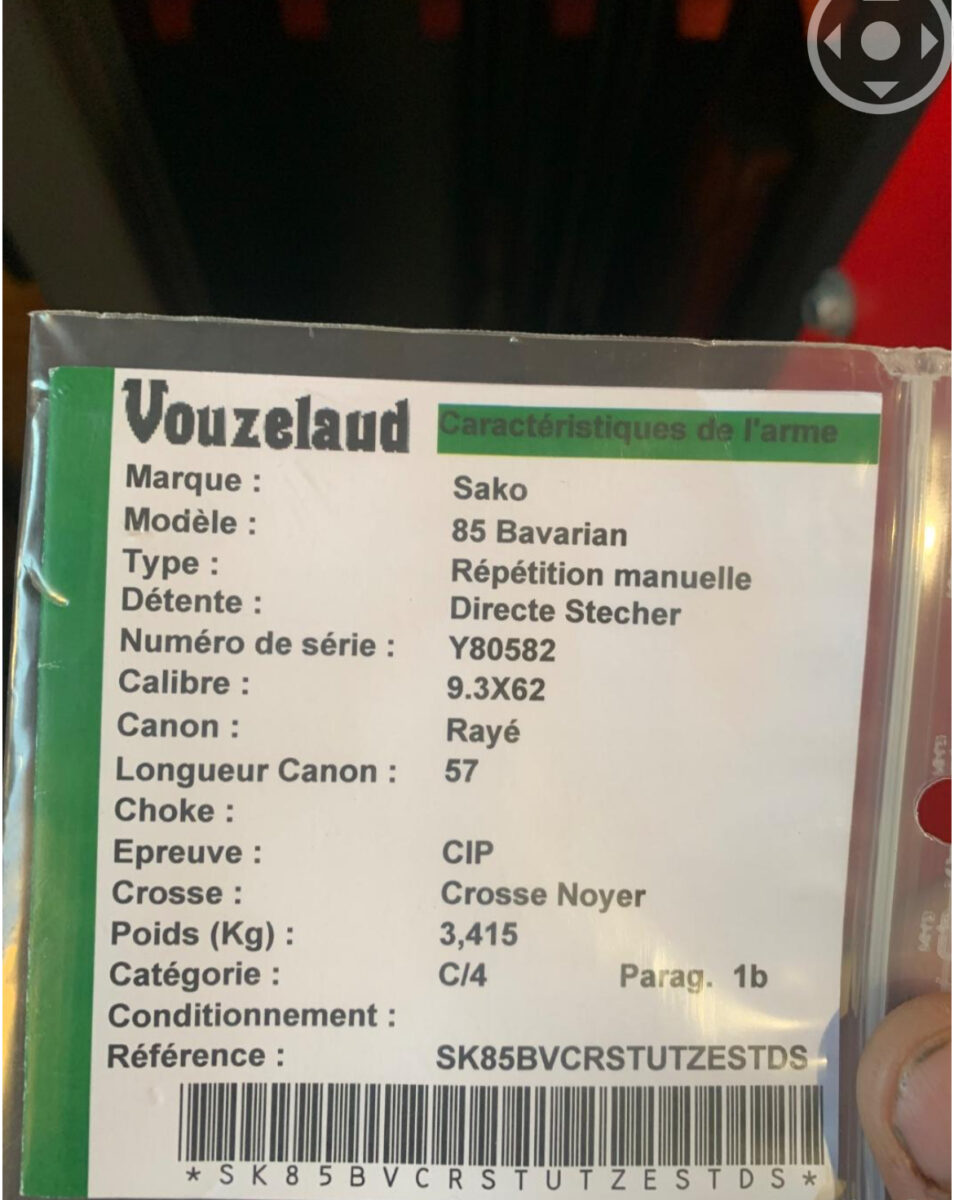 Vouzelaud Caractéristiques de l'arme
Marque : Sako
Modèle : 85 Bavarian
Type : Répétition manuelle
Détente : Directe Stecher
Numéro de série : Y80582
Calibre : 9.3X62
Canon : Rayé
Longueur Canon : 57
Choke :
Epreuve : CIP
Crosse : Crosse Noyer
Poids (Kg) : 3,415
Catégorie : C/4 Parag. 1b
Conditionnement :
Référence : SK85BVCRSTUTZESTDS
*SK85BVCRSTUTZESTDS*